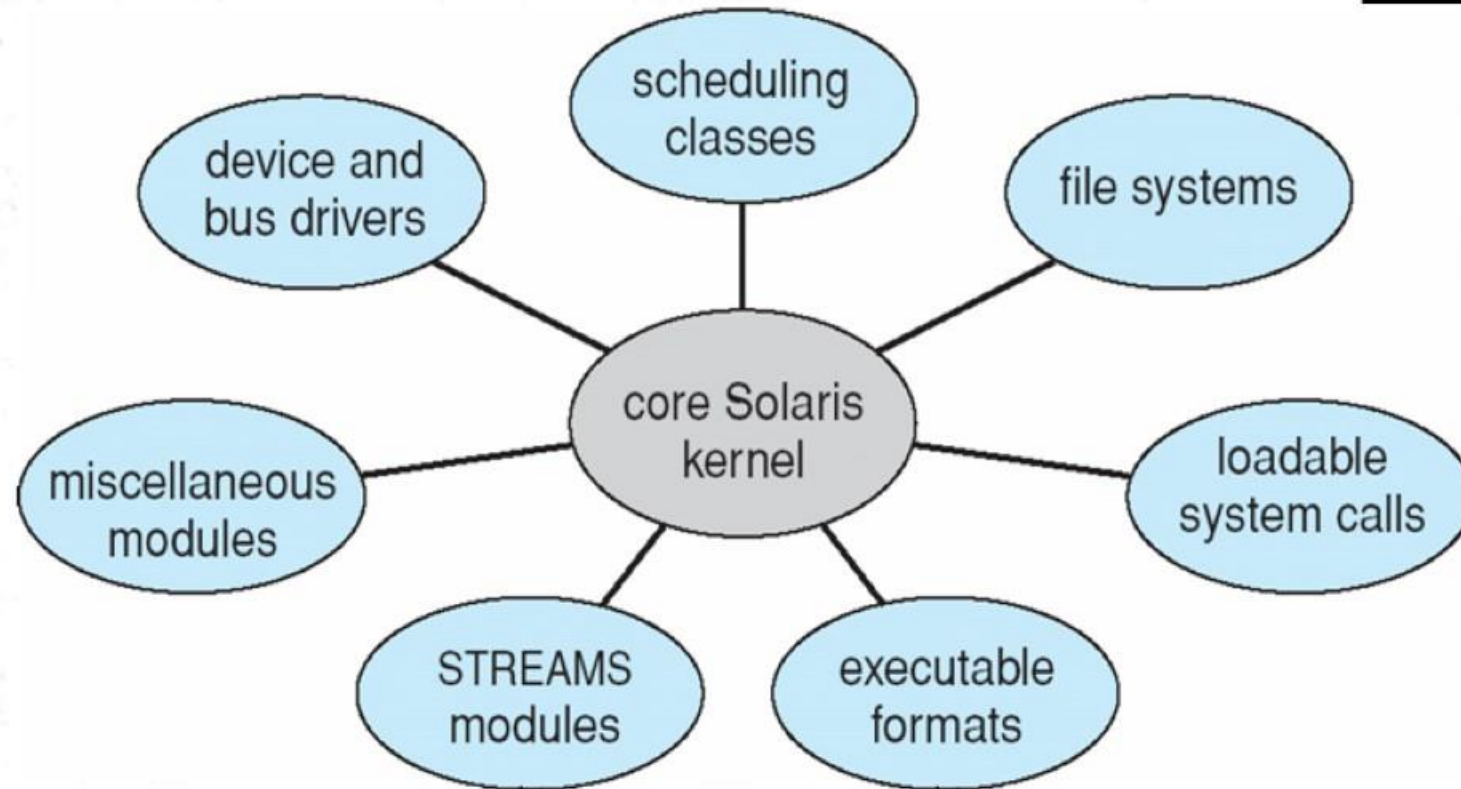 scheduling
classes
device and
bus drivers
file systems
core Solaris
kernel
miscellaneous
modules
loadable
system calls
STREAMS
modules
executable
formats